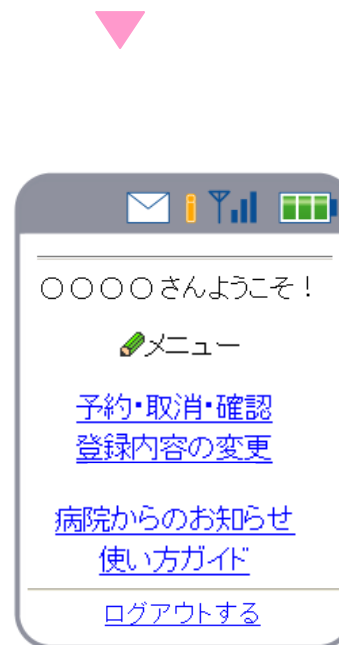 ○○○○さんようこそ！
メニュー
予約・取消・確認
登録内容の変更
病院からのお知らせ
使い方ガイド
ログアウトする